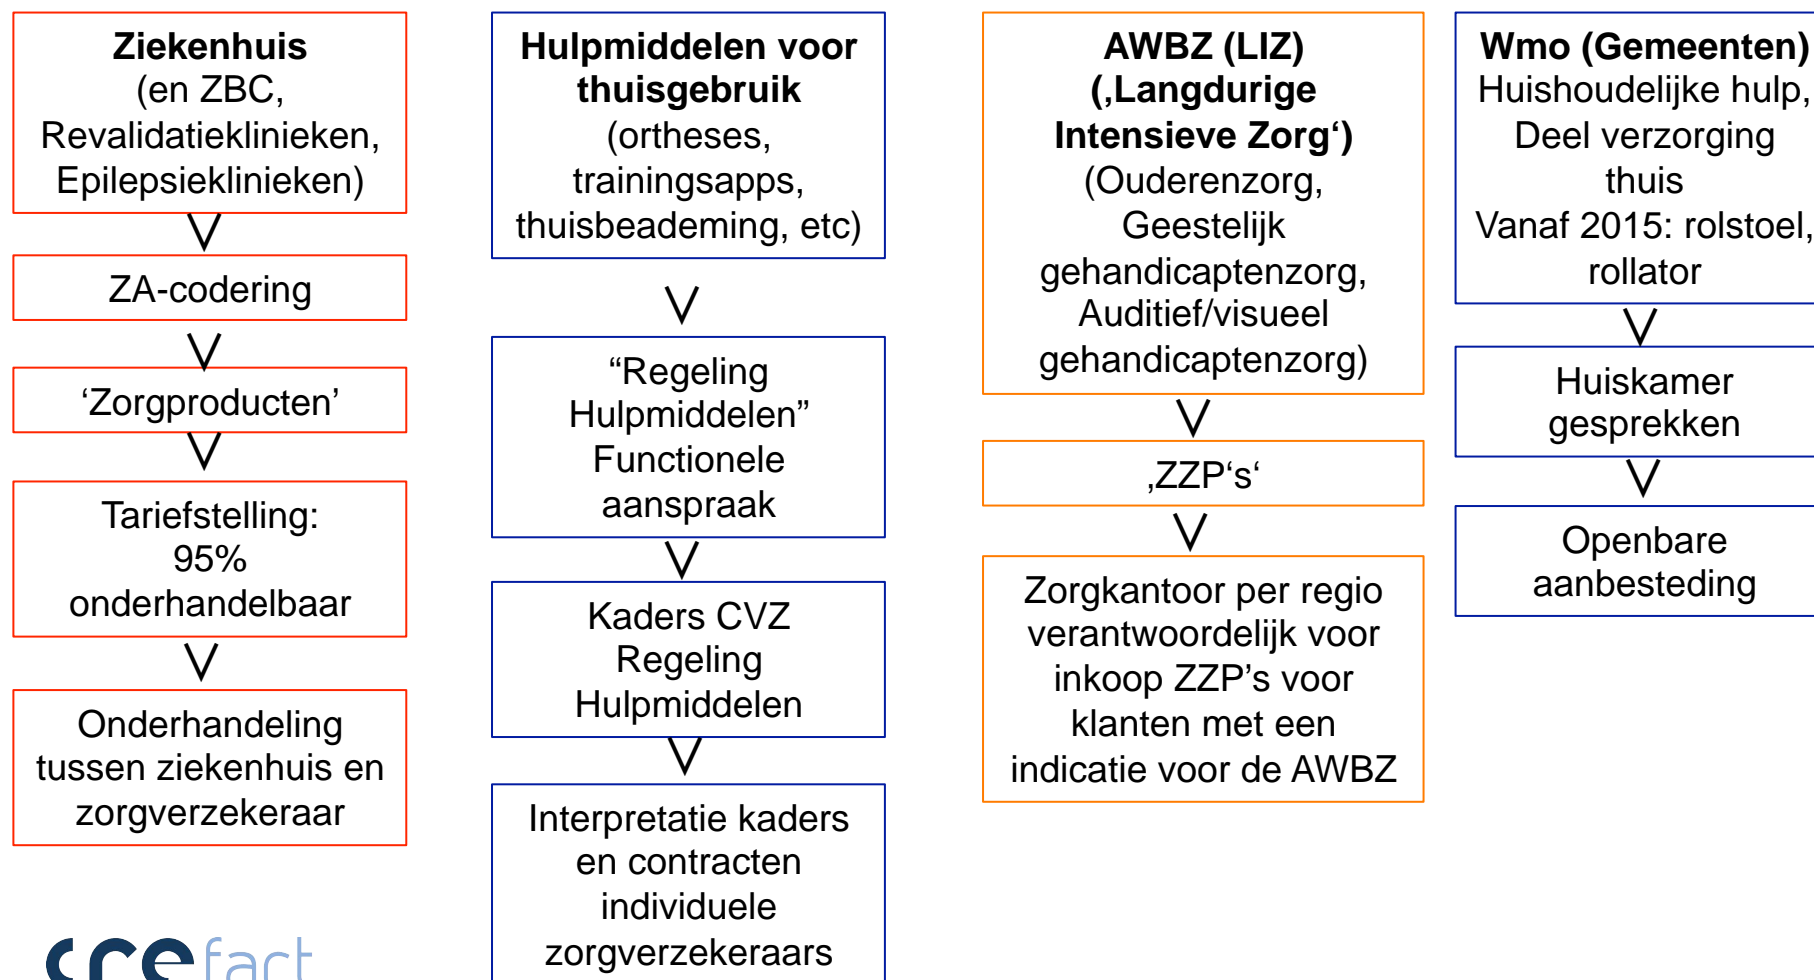 Ziekenhuis
(en ZBC,
Revalidatieklinieken,
Epilepsieklinieken)
ZA-codering
‘Zorgproducten’
Tariefstelling:
95%
onderhandelbaar
Onderhandeling
tussen ziekenhuis en
zorgverzekeraar
Hulpmiddelen voor
thuisgebruik
(ortheses,
trainingsapps,
thuisbeademing, etc)
“Regeling
Hulpmiddelen”
Functionele
aanspraak
Kaders CVZ
Regeling
Hulpmiddelen
Interpretatie kaders
en contracten
individuele
zorgverzekeraars
AWBZ (LIZ)
(‚Langdurige
Intensieve Zorg‘)
(Ouderenzorg,
Geestelijk
gehandicaptenzorg,
Auditief/visueel
gehandicaptenzorg)
‚ZZP‘s‘
Zorgkantoor per regio
verantwoordelijk voor
inkoop ZZP’s voor
klanten met een
indicatie voor de AWBZ
Wmo (Gemeenten)
Huishoudelijke hulp,
Deel verzorging
thuis
Vanaf 2015: rolstoel,
rollator
Huiskamer
gesprekken
Openbare
aanbesteding
crefact